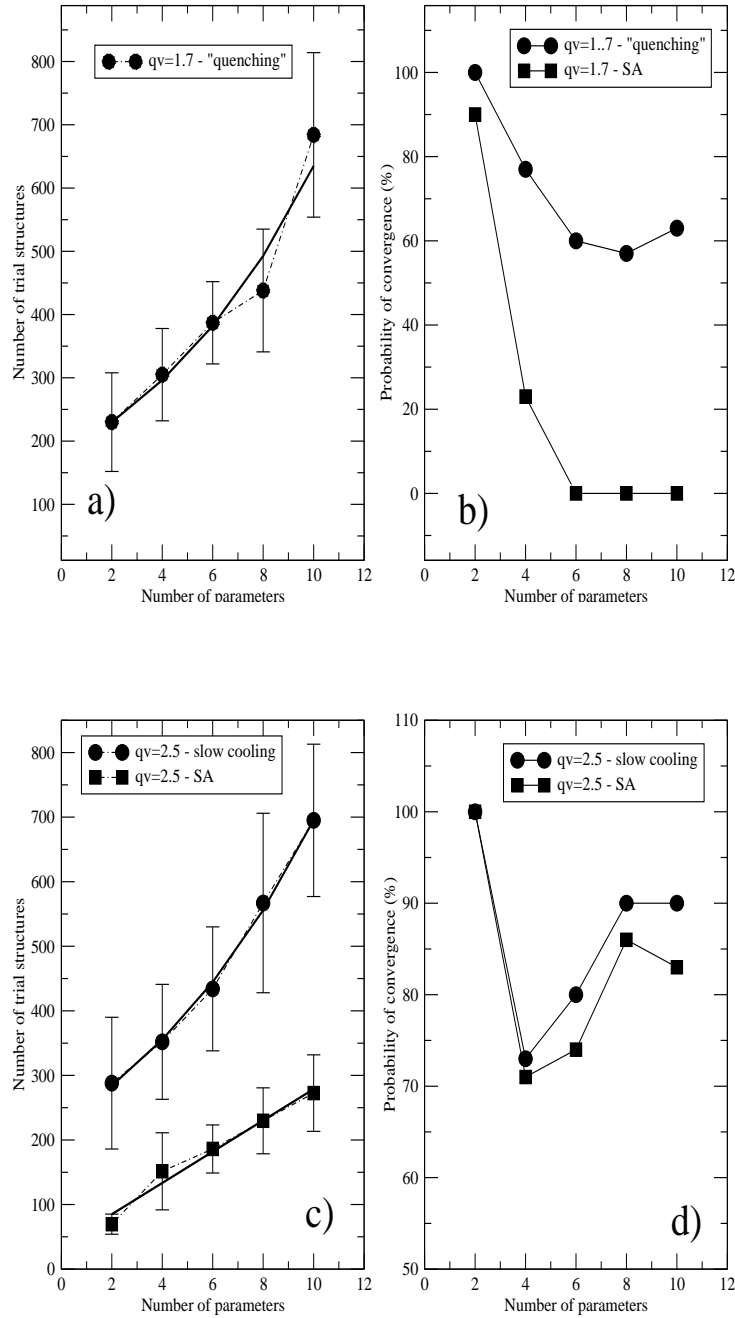 qv=1.7 - "quenching"
800
700
600
500
400
300
200
100
Number of trial structures
a)
0 2 4 6 8 10 12
Number of parameters
qv=1..7 - "quenching"
qv=1.7 - SA
100
80
60
40
20
0
Probability of convergence (%)
b)
0 2 4 6 8 10 12
Number of parameters
qv=2.5 - slow cooling
qv=2.5 - SA
800
700
600
500
400
300
200
100
0
Number of trial structures
c)
0 2 4 6 8 10 12
Number of parameters
qv=2.5 - slow cooling
qv=2.5 - SA
110
100
90
80
70
60
50
Probability of convergence (%)
d)
0 2 4 6 8 10 12
Number of parameters